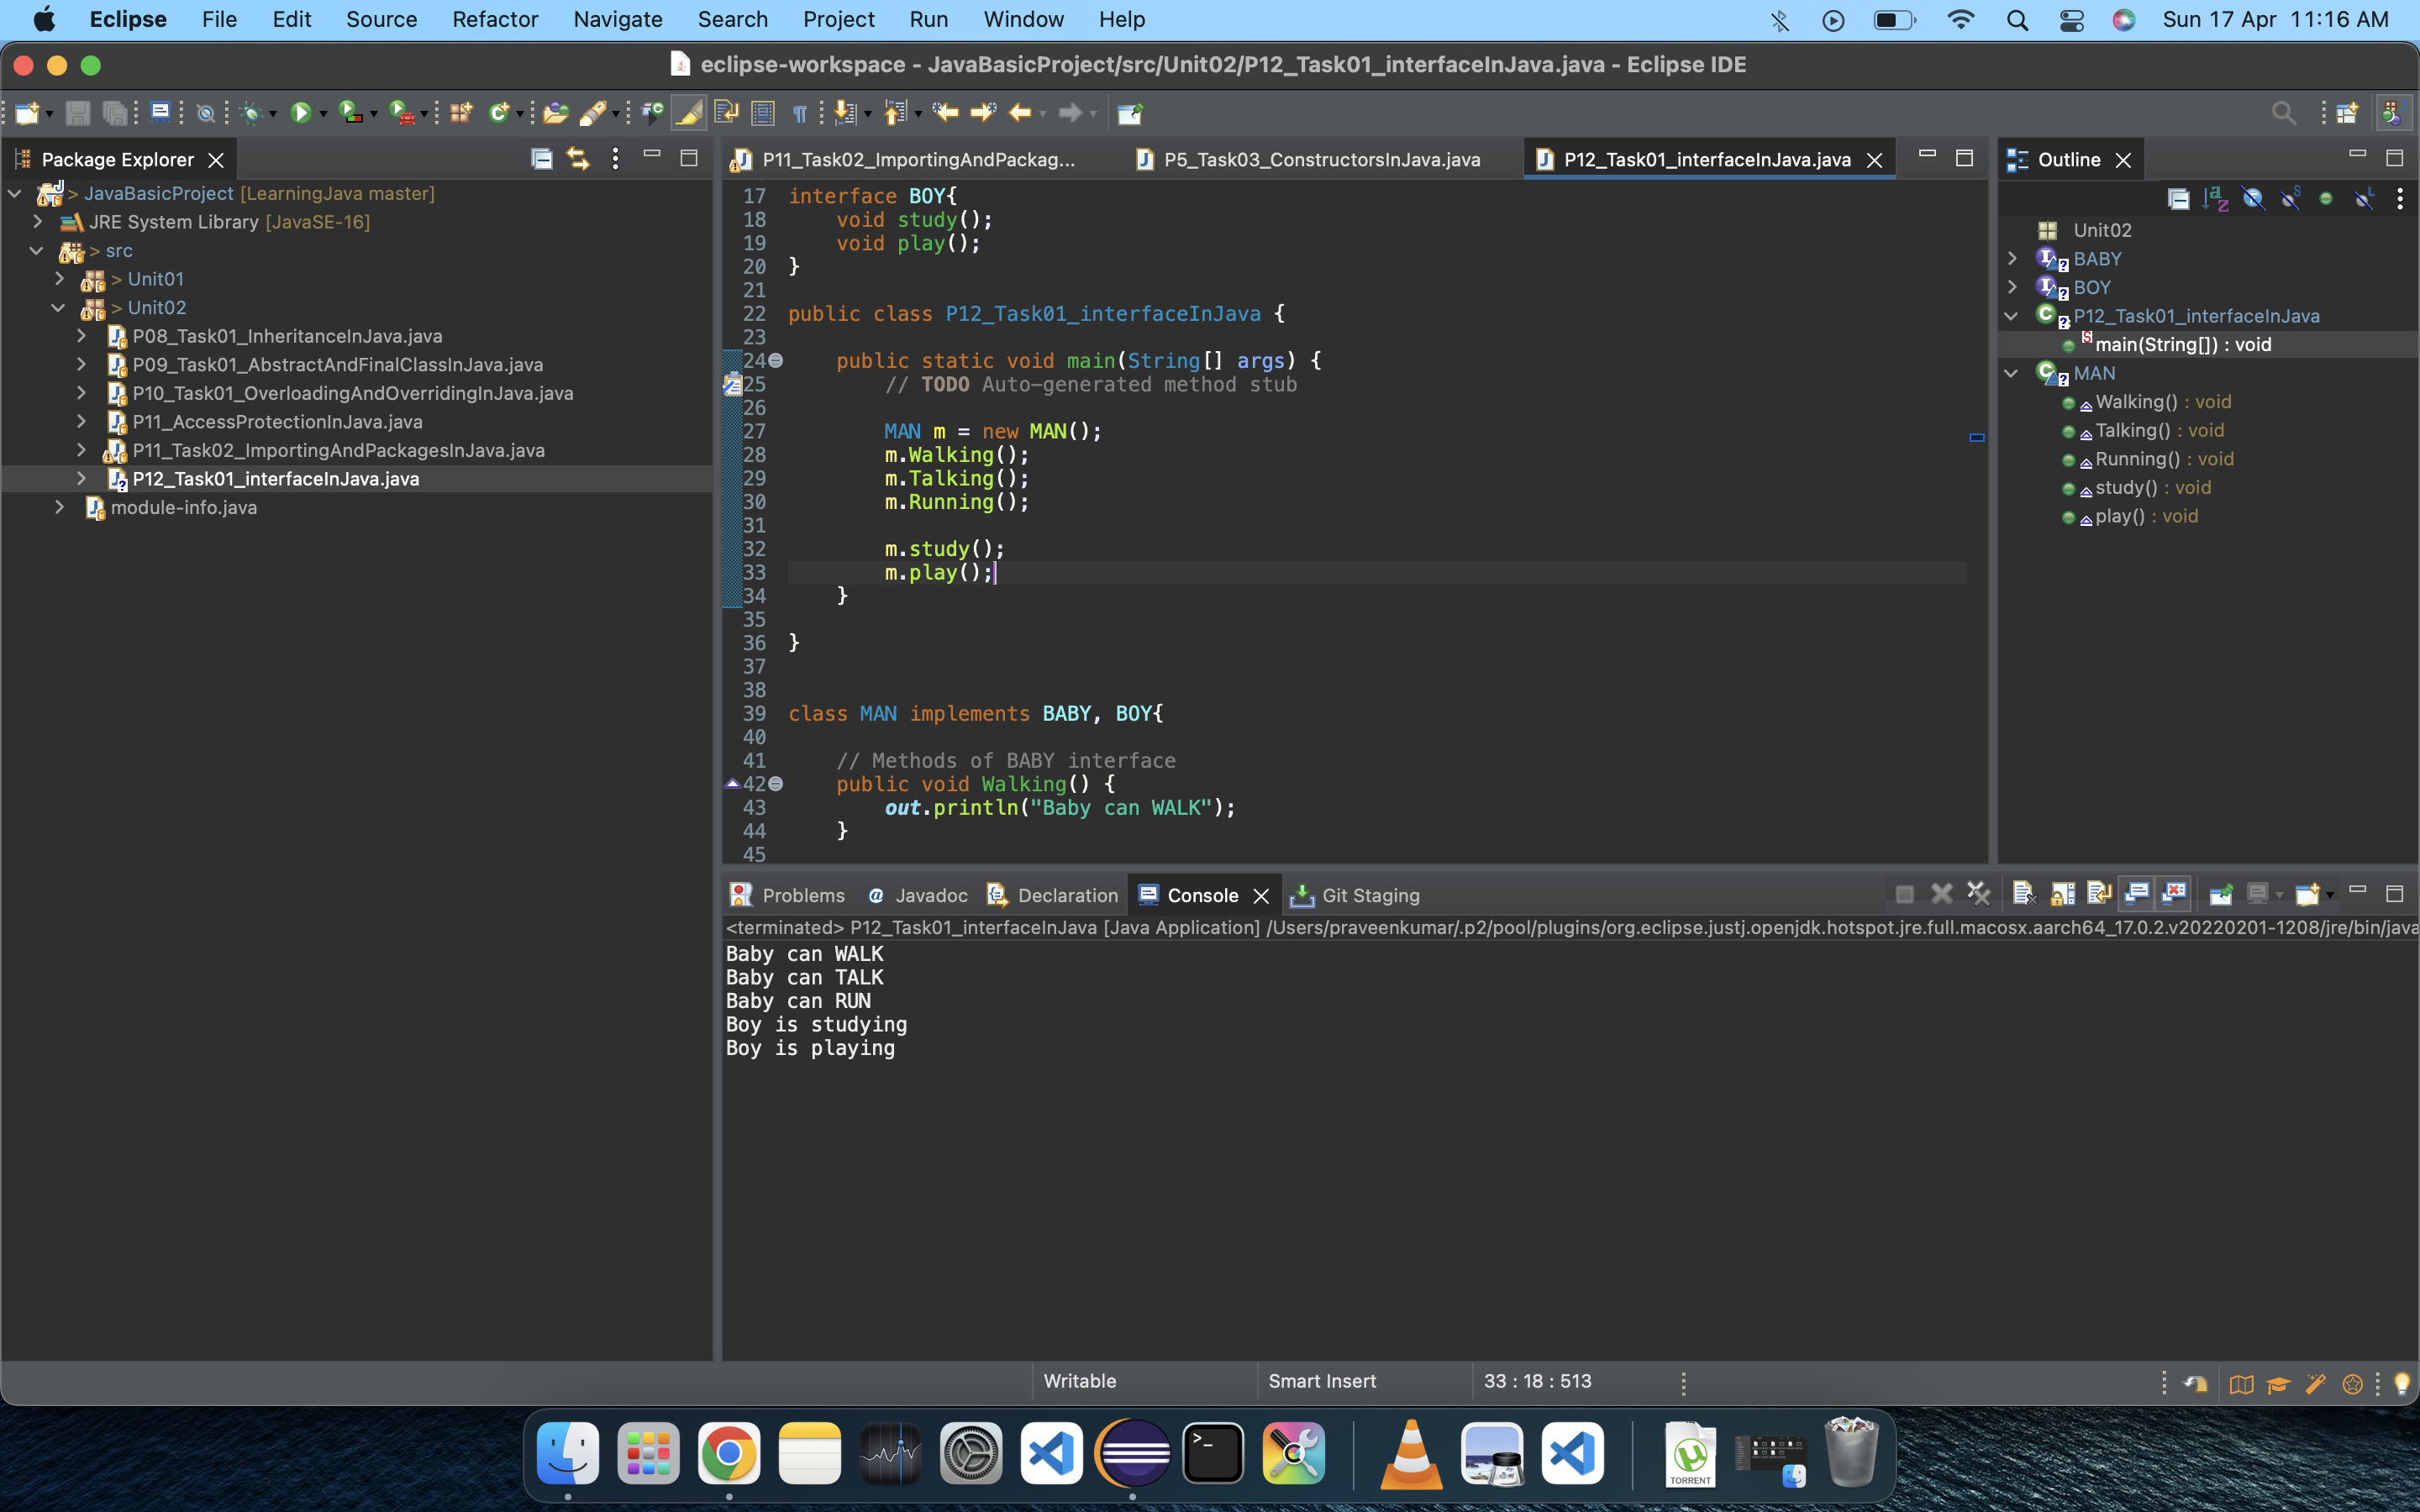 Eclipse File Edit Source Refactor Navigate Search Project Run Window Help Sun 17 Apr 11:16 AM
eclipse-workspace - JavaBasicProject/src/Unit02/P12_Task01_interfaceInJava.java - Eclipse IDE
Package Explorer
> JavaBasicProject [LearningJava master]
JRE System Library [JavaSE-16]
> src
> Unit01
> Unit02
P08_Task01_InheritanceInJava.java
P09_Task01_AbstractAndFinalClassInJava.java
P10_Task01_OverloadingAndOverridingInJava.java
P11_AccessProtectionInJava.java
P11_Task02_ImportingAndPackagesInJava.java
P12_Task01_interfaceInJava.java
module-info.java
P11_Task02_ImportingAndPackag... P5_Task03_ConstructorsInJava.java P12_Task01_interfaceInJava.java
17 interface BOY{
18 void study();
19 void play();
20 }
21
22 public class P12_Task01_interfaceInJava {
23
24 public static void main(String[] args) {
25 // TODO Auto-generated method stub
26
27 MAN m = new MAN();
28 m.Walking();
29 m.Talking();
30 m.Running();
31
32 m.study();
33 m.play();
34 }
35
36 }
37
38
39 class MAN implements BABY, BOY{
40
41 // Methods of BABY interface
42 public void Walking() {
43 out.println("Baby can WALK");
44 }
45
Outline
Unit02
BABY
BOY
P12_Task01_interfaceInJava
main(String[]) : void
MAN
Walking() : void
Talking() : void
Running() : void
study() : void
play() : void
Problems Javadoc Declaration Console Git Staging
<terminated> P12_Task01_interfaceInJava [Java Application] /Users/praveenkumar/.p2/pool/plugins/org.eclipse.justj.openjdk.hotspot.jre.full.macosx.aarch64_17.0.2.v20220201-1208/jre/bin/java
Baby can WALK
Baby can TALK
Baby can RUN
Boy is studying
Boy is playing
Writable Smart Insert 33 : 18 : 513
TORRENT